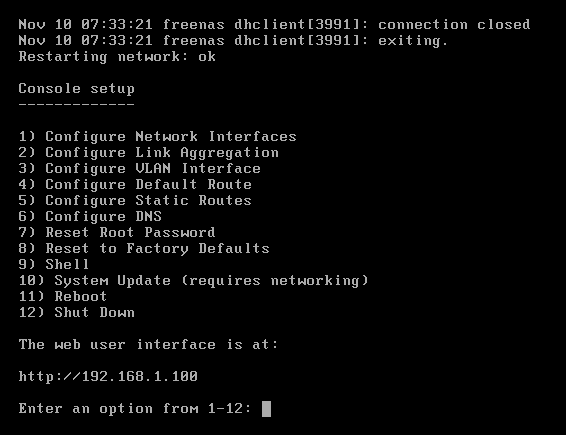 Nov 10 07:33:21 freenas dhclient[3991]: connection closed
Nov 10 07:33:21 freenas dhclient[3991]: exiting.
Restarting network: ok
Console setup
-------------
1) Configure Network Interfaces
2) Configure Link Aggregation
3) Configure VLAN Interface
4) Configure Default Route
5) Configure Static Routes
6) Configure DNS
7) Reset Root Password
8) Reset to Factory Defaults
9) Shell
10) System Update (requires networking)
11) Reboot
12) Shut Down
The web user interface is at:
http://192.168.1.100
Enter an option from 1-12: